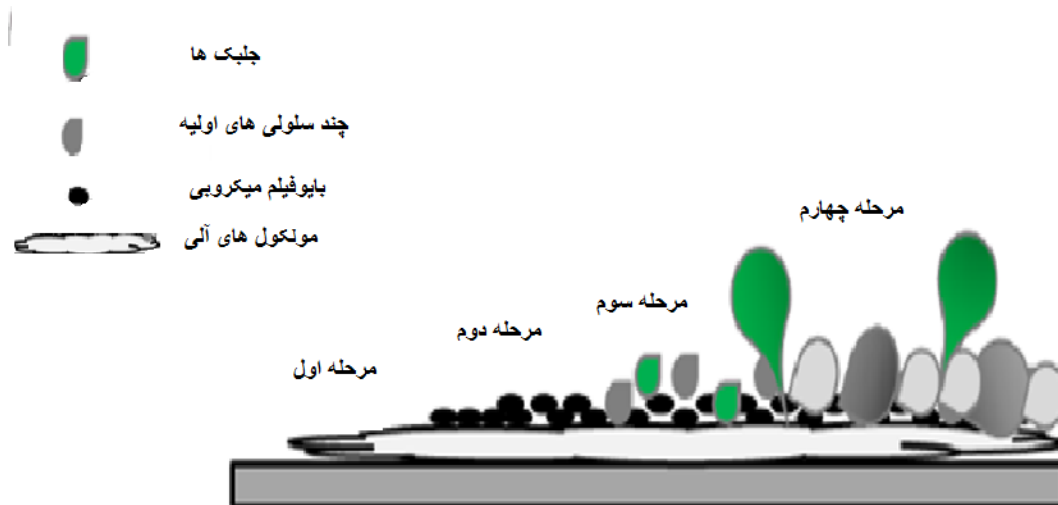 جلبک ها
چند سلولی های اولیه
بایوفیلم میکروبی
مولکول های آلی
مرحله چهارم
مرحله سوم
مرحله دوم
مرحله اول